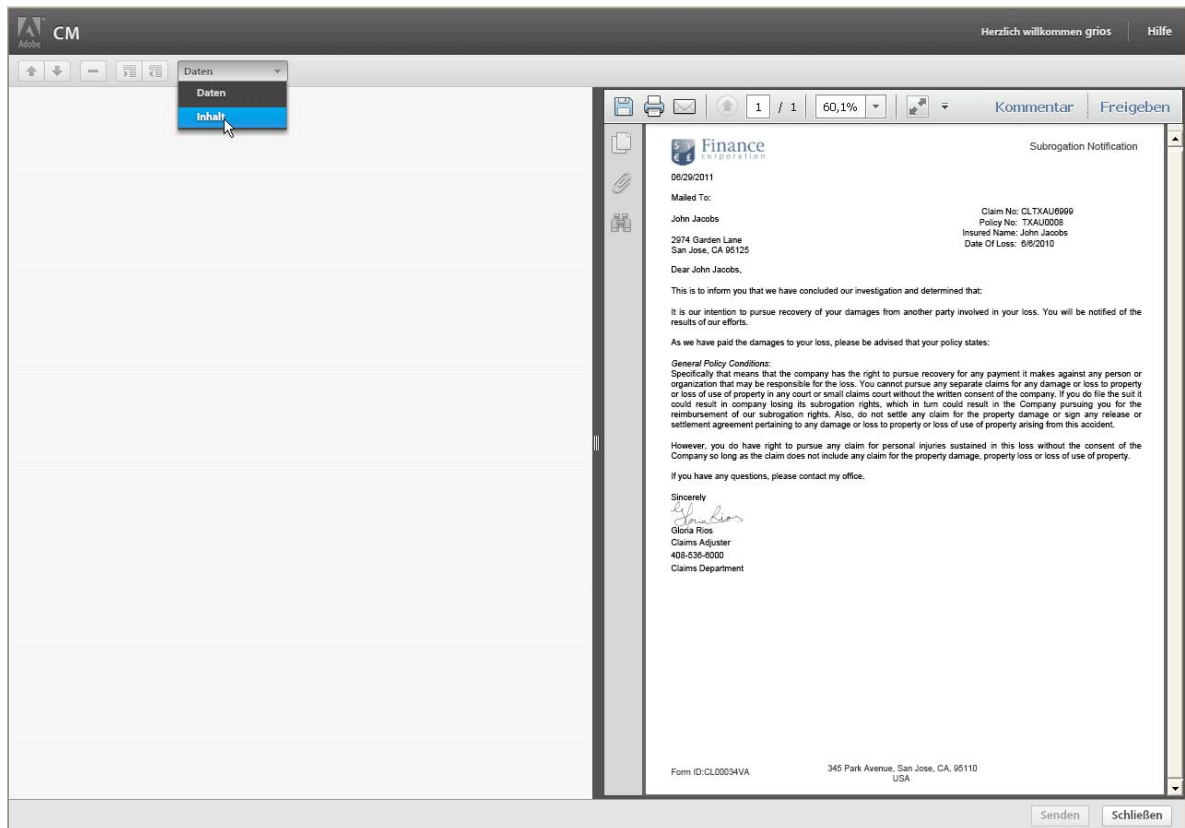 Adobe CM Herzlich willkommen grios Hilfe
Daten
Daten
Inhalt
1 / 1 60,1% Kommentar Freigeben
Finance
corporation
Subrogation Notification
06/29/2011
Mailed To:
John Jacobs
2974 Garden Lane
San Jose, CA 95125
Claim No: CLTXAU6999
Policy No: TXAU0008
Insured Name: John Jacobs
Date Of Loss: 6/6/2010
Dear John Jacobs,
This is to inform you that we have concluded our investigation and determined that:
It is our intention to pursue recovery of your damages from another party involved in your loss. You will be notified of the
results of our efforts.
As we have paid the damages to your loss, please be advised that your policy states:
General Policy Conditions:
Specifically that means that the company has the right to pursue recovery for any payment it makes against any person or
organization that may be responsible for the loss. You cannot pursue any separate claims for any damage or loss to property
or loss of use of property in any court or small claims court without the written consent of the company. If you do file the suit it
could result in company losing its subrogation rights, which in turn could result in the Company pursuing you for the
reimbursement of our subrogation rights. Also, do not settle any claim for the property damage or sign any release or
settlement agreement pertaining to any damage or loss to property or loss of use of property arising from this accident.
However, you do have right to pursue any claim for personal injuries sustained in this loss without the consent of the
Company so long as the claim does not include any claim for the property damage, property loss or loss of use of property.
If you have any questions, please contact my office.
Sincerely
Gloria Rios
Gloria Rios
Claims Adjuster
408-536-6000
Claims Department
Form ID:CL00034VA
345 Park Avenue, San Jose, CA, 95110
USA
Senden Schließen